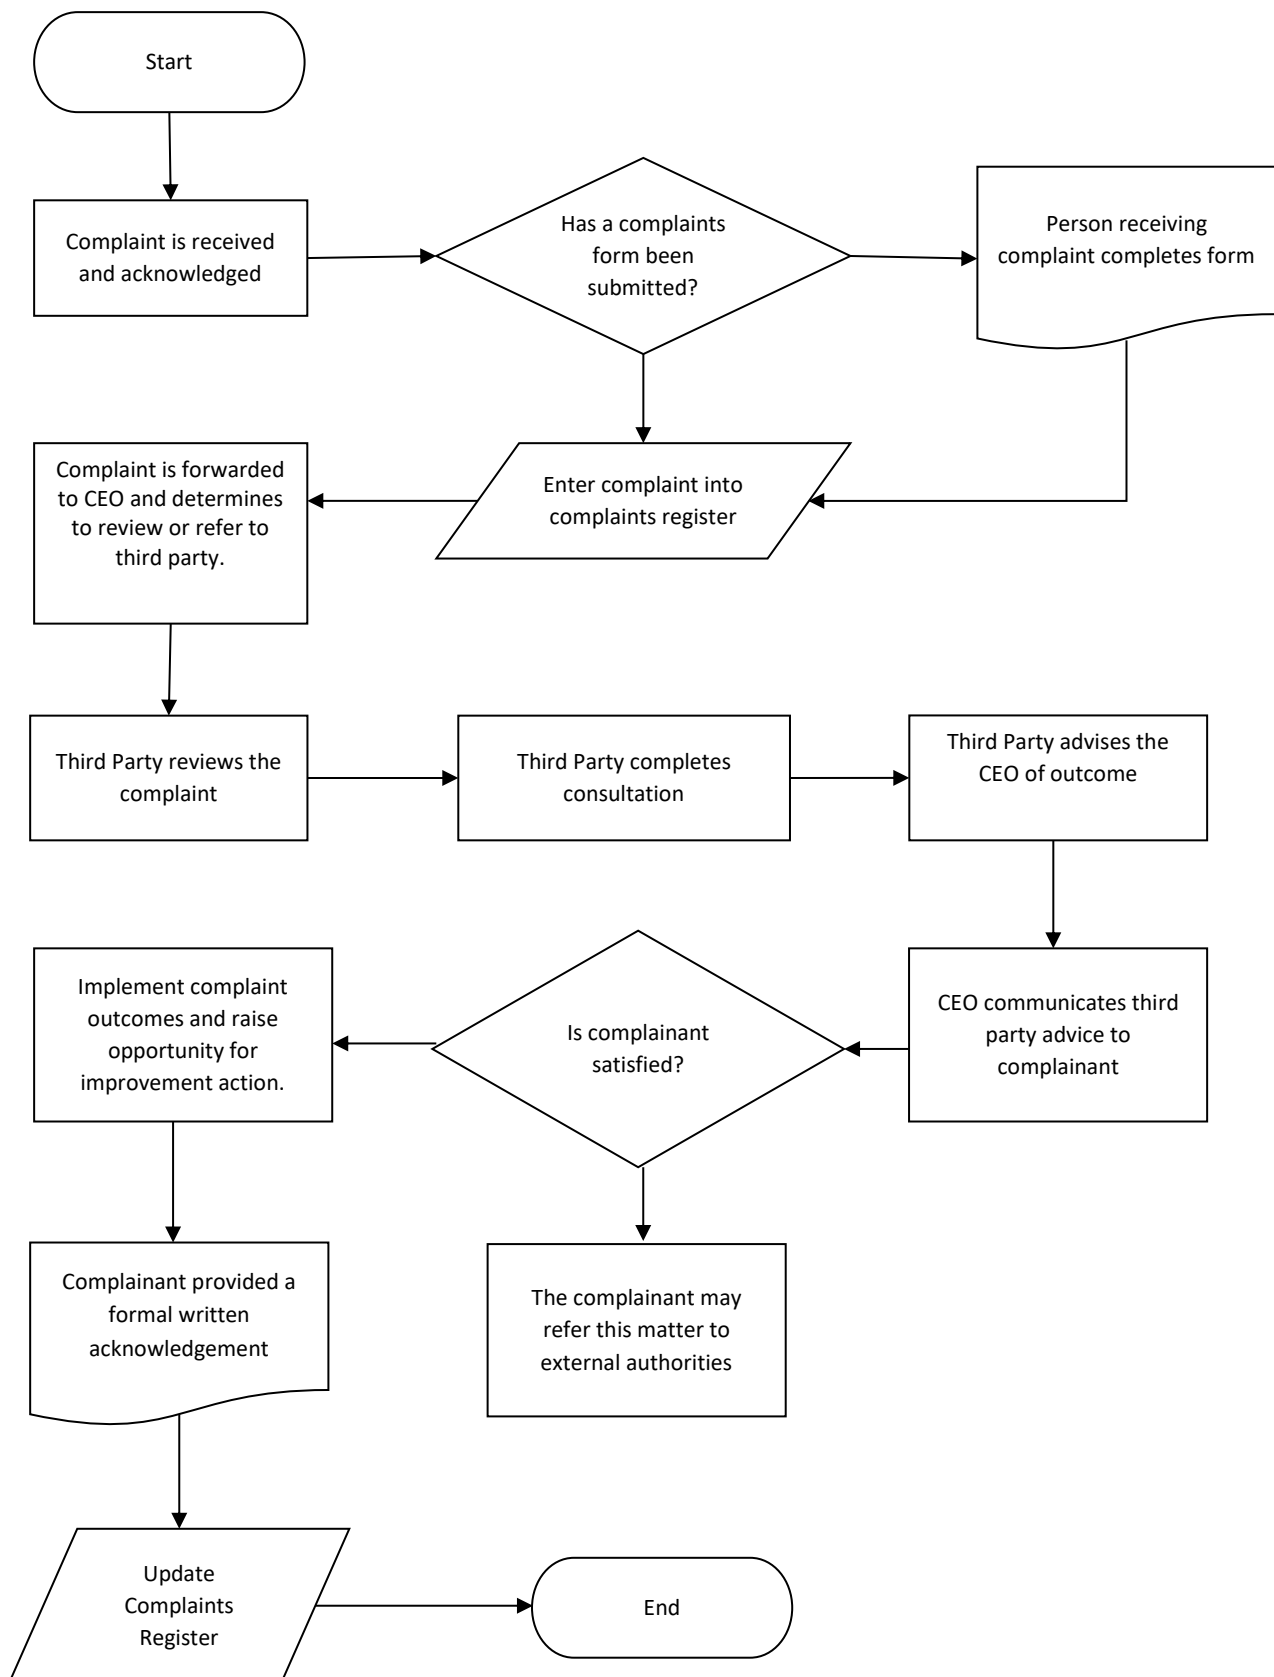 Start
Complaint is received
and acknowledged
Has a complaints
form been
submitted?
Person receiving
complaint completes form
Complaint is forwarded
to CEO and determines
to review or refer to
third party.
Enter complaint into
complaints register
Third Party reviews the
complaint
Third Party completes
consultation
Third Party advises the
CEO of outcome
Implement complaint
outcomes and raise
opportunity for
improvement action.
Is complainant
satisfied?
CEO communicates third
party advice to
complainant
Complainant provided a
formal written
acknowledgement
The complainant may
refer this matter to
external authorities
Update
Complaints
Register
End